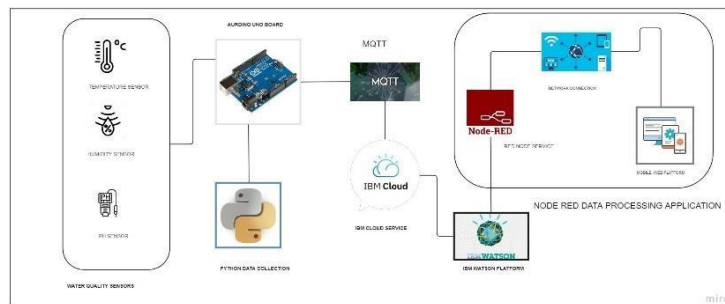 AURDINO UNO BOARD
°C
TEMPERATURE SENSOR
HUMIDITY SENSOR
PH SENSOR
WATER QUALITY SENSORS
PYTHON DATA COLLECTION
MQTT
MQTT
IBM Cloud
IBM CLOUD SERVICE
IBM WATSON
IBM WATSON PLATFORM
Node-RED
RED NODE SERVICE
NETWORK CONNECTION
MOBILE /WEB PLATFORM
NODE RED DATA PROCESSING APPLICATION
miro